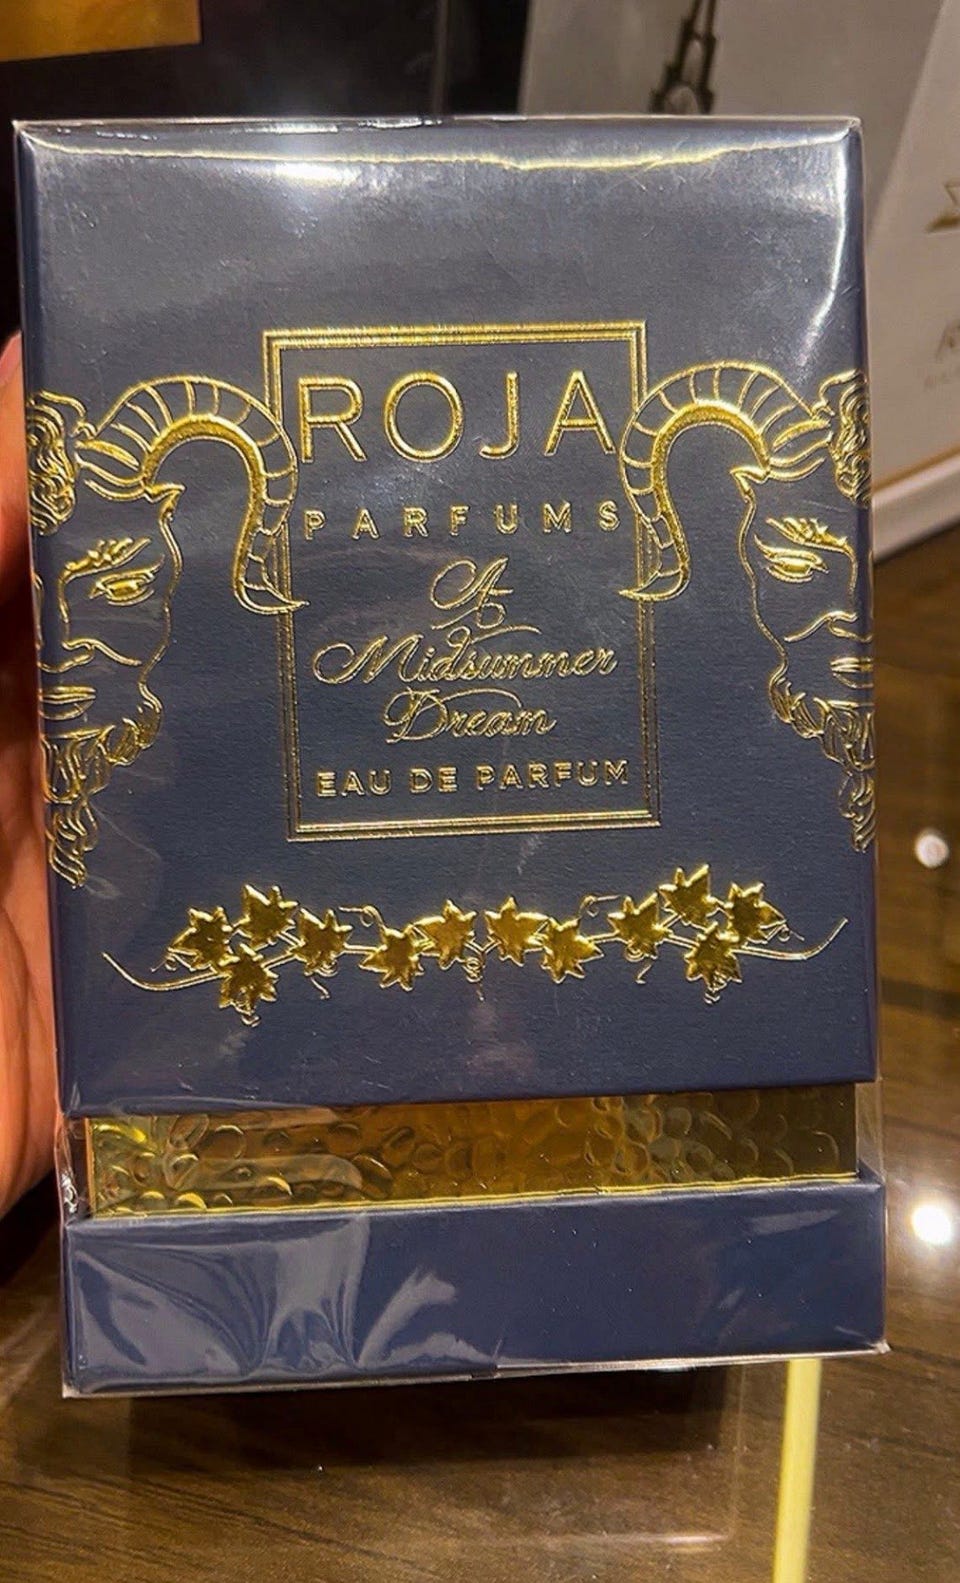 ROJA
PARFUMS
A
Midsummer
Dream
EAU DE PARFUM